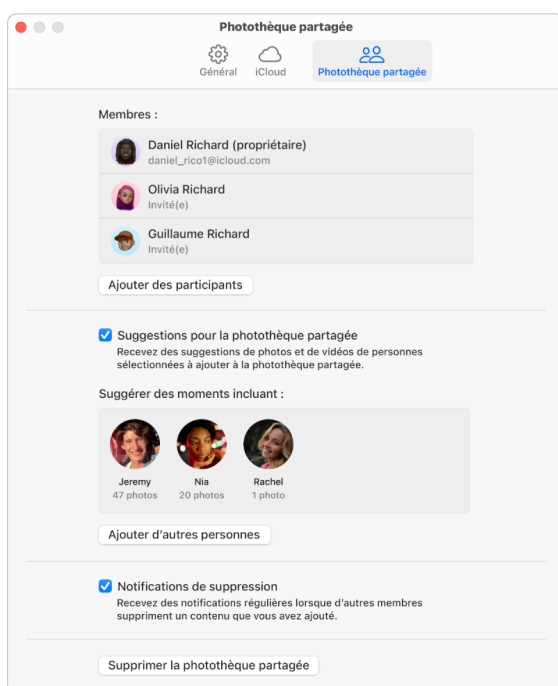 Photothèque partagée
Général
iCloud
Photothèque partagée
Membres :
Daniel Richard (propriétaire)
daniel_rico1@icloud.com
Olivia Richard
Invité(e)
Guillaume Richard
Invité(e)
Ajouter des participants
Suggestions pour la photothèque partagée
Recevez des suggestions de photos et de vidéos de personnes
sélectionnées à ajouter à la photothèque partagée.
Suggérer des moments incluant :
Jeremy
47 photos
Nia
20 photos
Rachel
1 photo
Ajouter d’autres personnes
Notifications de suppression
Recevez des notifications régulières lorsque d’autres membres
suppriment un contenu que vous avez ajouté.
Supprimer la photothèque partagée